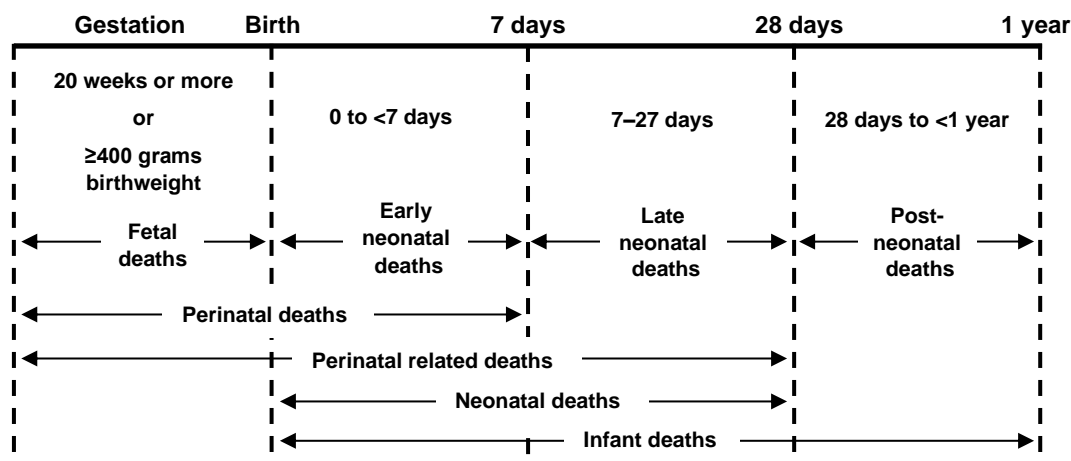 Gestation Birth 7 days 28 days 1 year
20 weeks or more
or
≥400 grams
birthweight
0 to <7 days
7–27 days
28 days to <1 year
Fetal
deaths
Early
neonatal
deaths
Late
neonatal
deaths
Post-
neonatal
deaths
Perinatal deaths
Perinatal related deaths
Neonatal deaths
Infant deaths